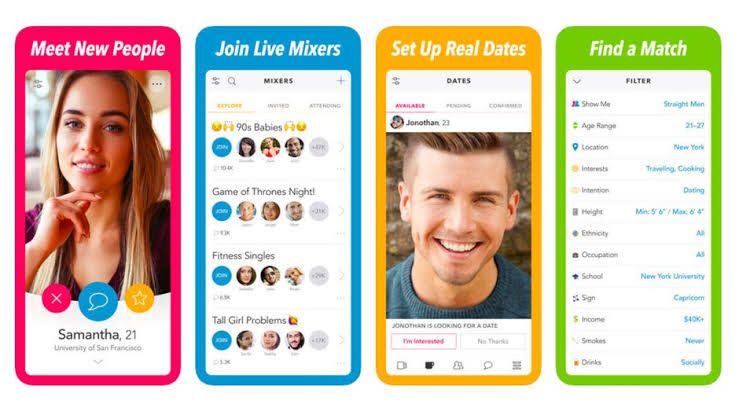 Meet New People
Samantha, 21
University of San Francisco
Join Live Mixers
MIXERS
EXPLORE INVITED ATTENDING
😉🙌 90s Babies 🙌😉
JOIN +47K
10.4K
Game of Thrones Night!
JOIN +21K
9.3K
Fitness Singles
JOIN +29K
6.8K
Tall Girl Problems 🙋
JOIN +17K
5.3K
Set Up Real Dates
DATES
AVAILABLE PENDING CONFIRMED
Jonothan, 23
JONOTHAN IS LOOKING FOR A DATE
I'm Interested No Thanks
Find a Match
FILTER
Show Me Straight Men
Age Range 21–27
Location New York
Interests Traveling, Cooking
Intention Dating
Height Min: 5' 6" / Max: 6' 4"
Ethnicity All
Occupation All
School New York University
Sign Capricorn
Income $40K+
Smokes Never
Drinks Socially